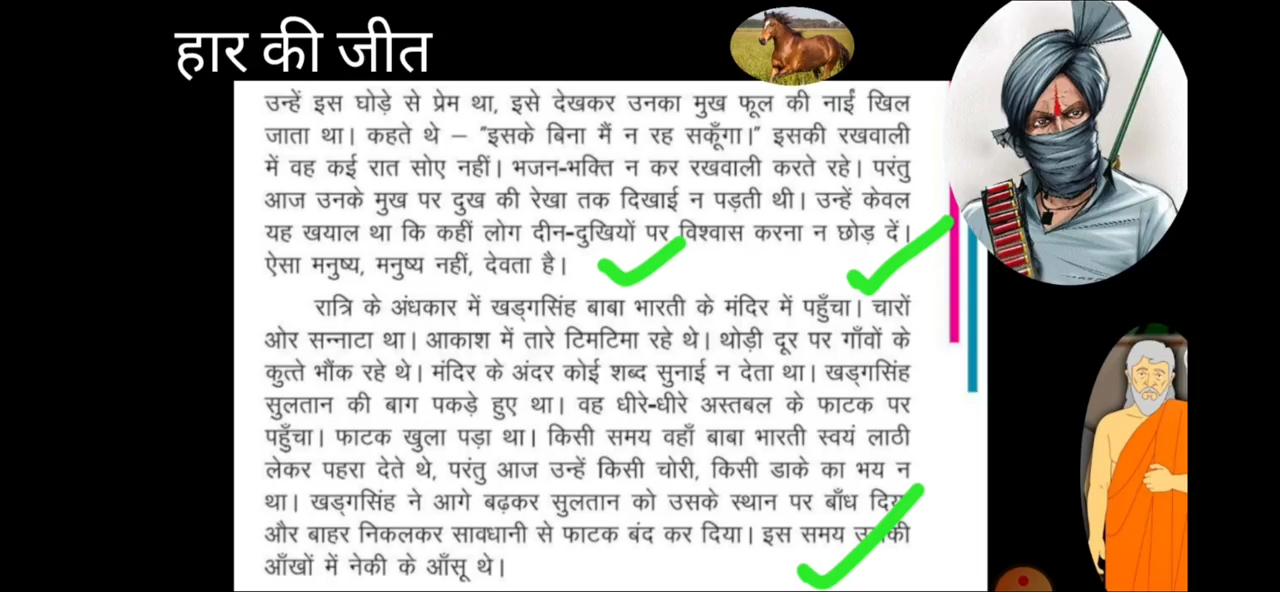 हार की जीत
उन्हें इस घोड़े से प्रेम था, इसे देखकर उनका मुख फूल की नाईं खिल
जाता था। कहते थे – "इसके बिना मैं न रह सकूँगा।" इसकी रखवाली
में वह कई रात सोए नहीं। भजन-भक्ति न कर रखवाली करते रहे। परंतु
आज उनके मुख पर दुख की रेखा तक दिखाई न पड़ती थी। उन्हें केवल
यह खयाल था कि कहीं लोग दीन-दुखियों पर विश्वास करना न छोड़ दें।
ऐसा मनुष्य, मनुष्य नहीं, देवता है।
रात्रि के अंधकार में खड्गसिंह बाबा भारती के मंदिर में पहुँचा। चारों
ओर सन्नाटा था। आकाश में तारे टिमटिमा रहे थे। थोड़ी दूर पर गाँवों के
कुत्ते भौंक रहे थे। मंदिर के अंदर कोई शब्द सुनाई न देता था। खड्गसिंह
सुलतान की बाग पकड़े हुए था। वह धीरे-धीरे अस्तबल के फाटक पर
पहुँचा। फाटक खुला पड़ा था। किसी समय वहाँ बाबा भारती स्वयं लाठी
लेकर पहरा देते थे, परंतु आज उन्हें किसी चोरी, किसी डाके का भय न
था। खड्गसिंह ने आगे बढ़कर सुलतान को उसके स्थान पर बाँध दिया
और बाहर निकलकर सावधानी से फाटक बंद कर दिया। इस समय उसकी
आँखों में नेकी के आँसू थे।